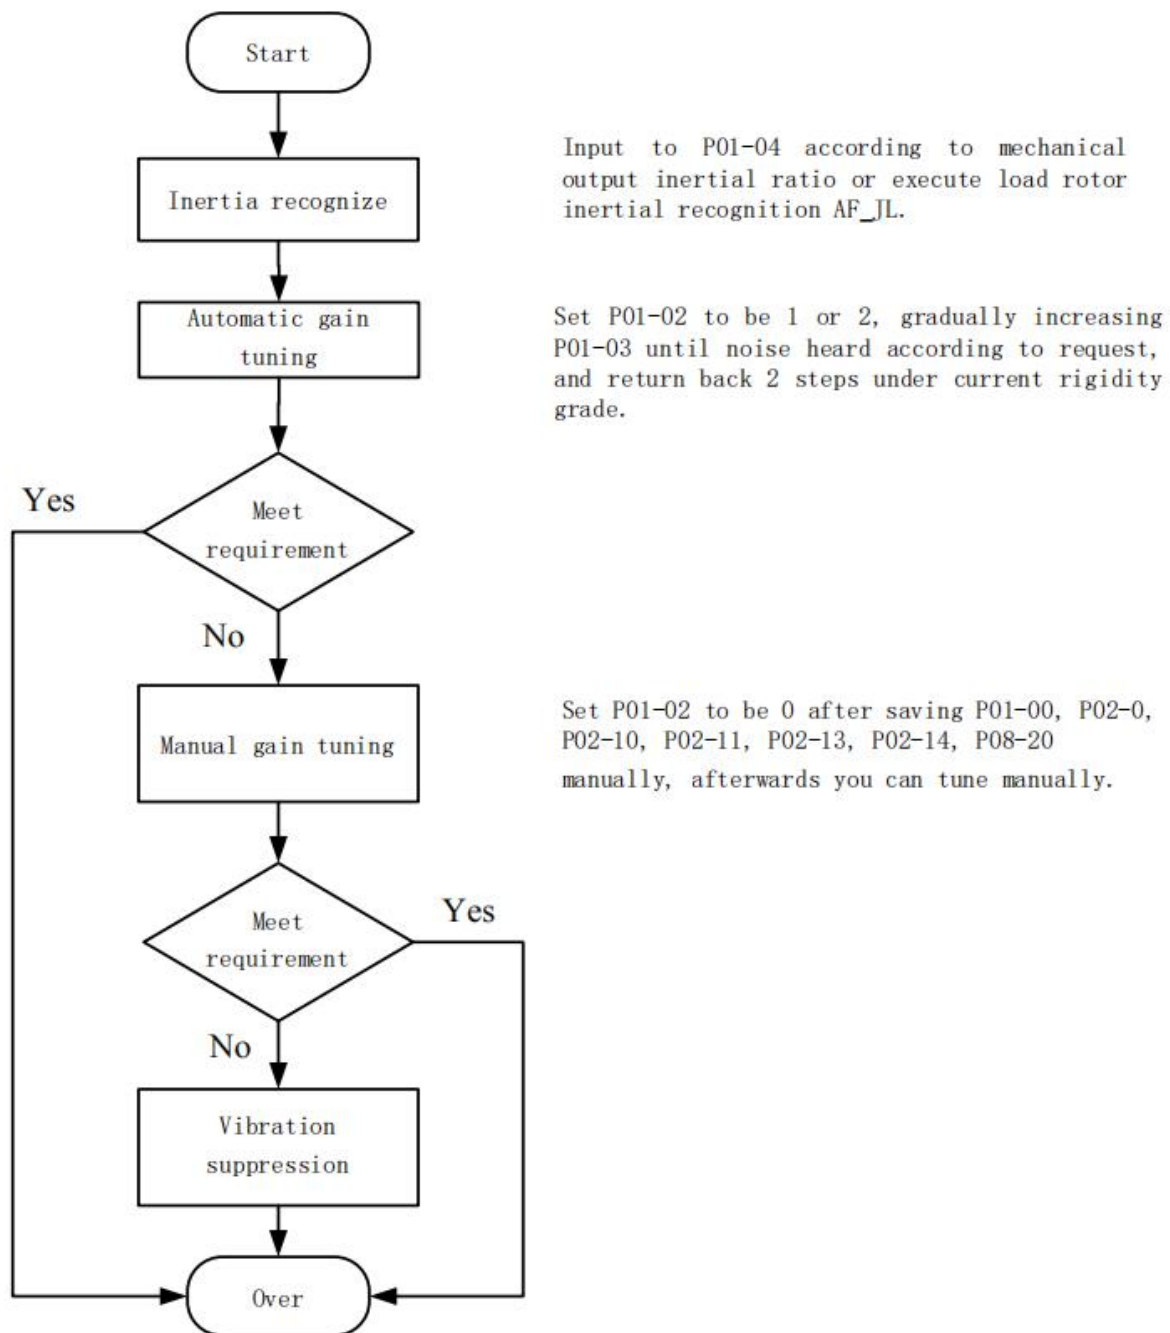 Start
Input to P01-04 according to mechanical
output inertial ratio or execute load rotor
inertial recognition AF_JL.
Inertia recognize
Automatic gain
tuning
Set P01-02 to be 1 or 2, gradually increasing
P01-03 until noise heard according to request,
and return back 2 steps under current rigidity
grade.
Yes
Meet
requirement
No
Manual gain tuning
Set P01-02 to be 0 after saving P01-00, P02-0,
P02-10, P02-11, P02-13, P02-14, P08-20
manually, afterwards you can tune manually.
Meet
requirement
Yes
No
Vibration
suppression
Over